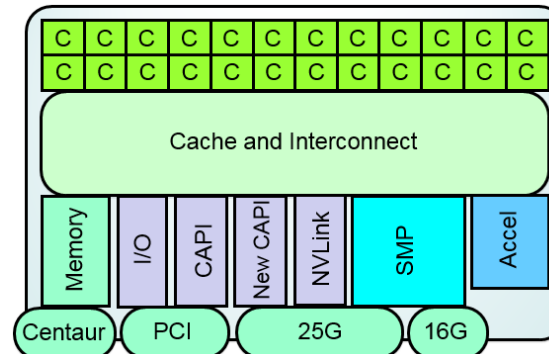 C C C C C C C C C C C C
C C C C C C C C C C C C
Cache and Interconnect
Memory
I/O
CAPI
New CAPI
NVLink
SMP
Accel
Centaur
PCI
25G
16G